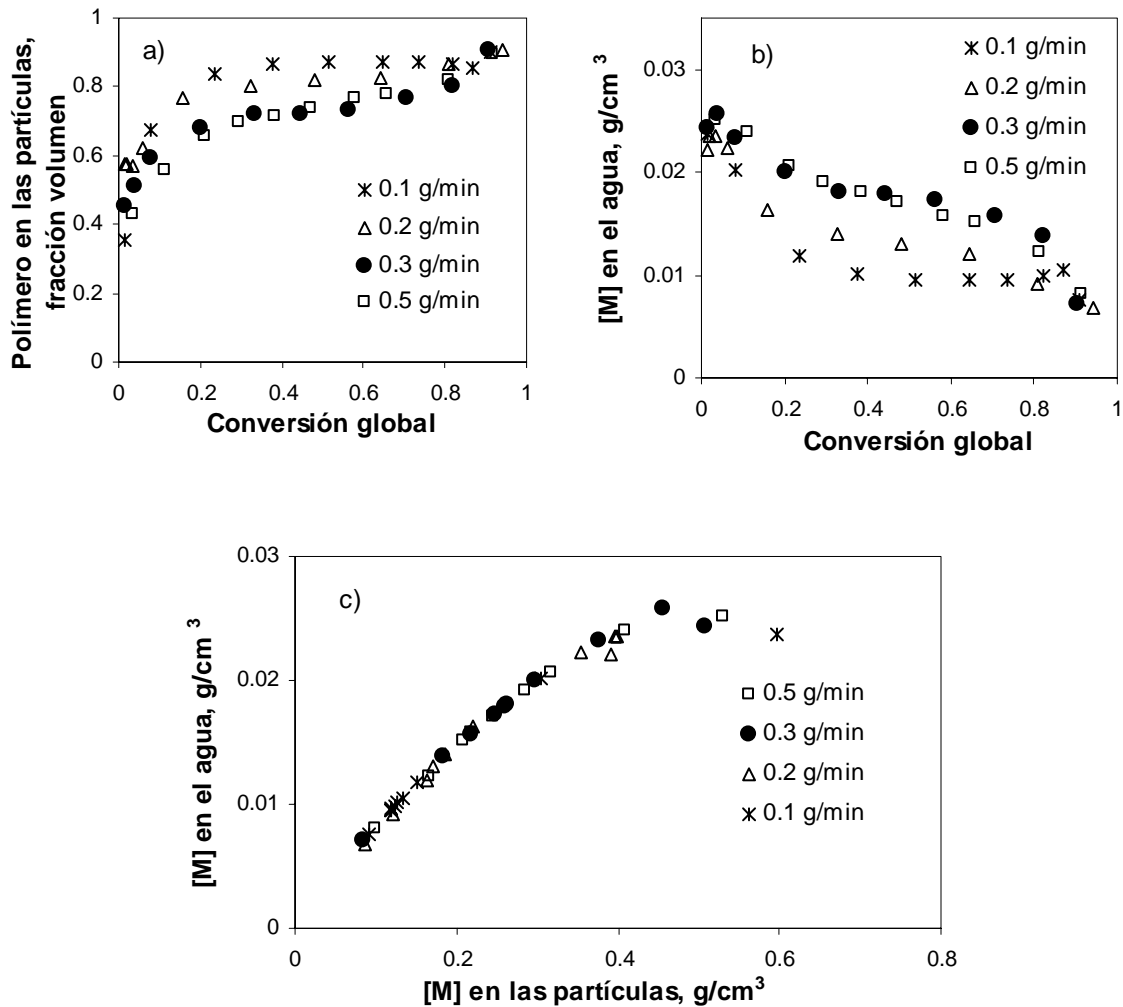 Polímero en las partículas,
fracción volumen
1
0.8
0.6
0.4
0.2
0
a)
0.1 g/min
0.2 g/min
0.3 g/min
0.5 g/min
0 0.2 0.4 0.6 0.8 1
Conversión global
[M] en el agua, g/cm 3
0.03
0.02
0.01
0
b)
0.1 g/min
0.2 g/min
0.3 g/min
0.5 g/min
0 0.2 0.4 0.6 0.8 1
Conversión global
[M] en el agua, g/cm 3
0.03
0.02
0.01
0
c)
0.5 g/min
0.3 g/min
0.2 g/min
0.1 g/min
0 0.2 0.4 0.6 0.8
[M] en las partículas, g/cm3